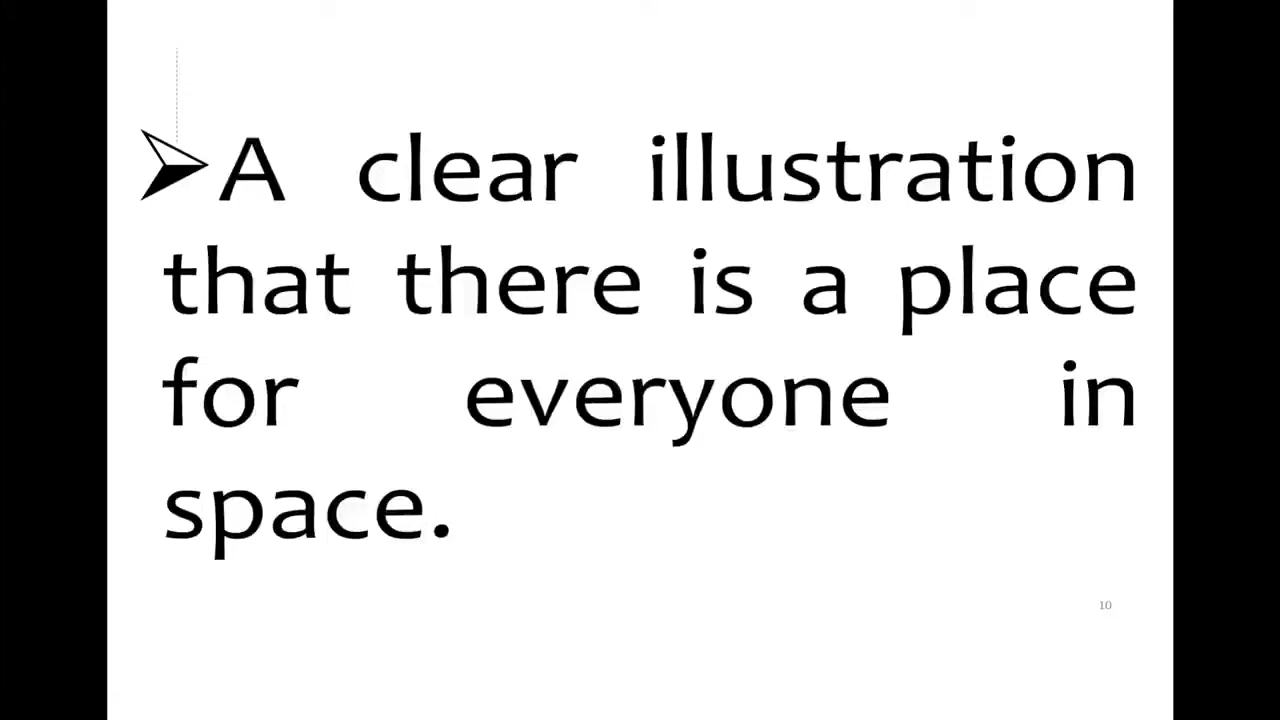 ➢A clear illustration
that there is a place
for everyone in
space.
10